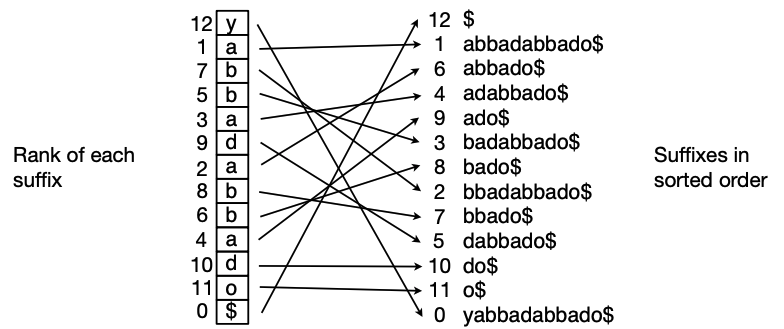 12 y
1 a
7 b
5 b
3 a
9 d
2 a
8 b
6 b
4 a
10 d
11 o
0 $
Rank of each
suffix
12 $
1 abbadabbado$
6 abbado$
4 adabbado$
9 ado$
3 badabbado$
8 bado$
2 bbadabbado$
7 bbado$
5 dabbado$
10 do$
11 o$
0 yabbadabbado$
Suffixes in
sorted order